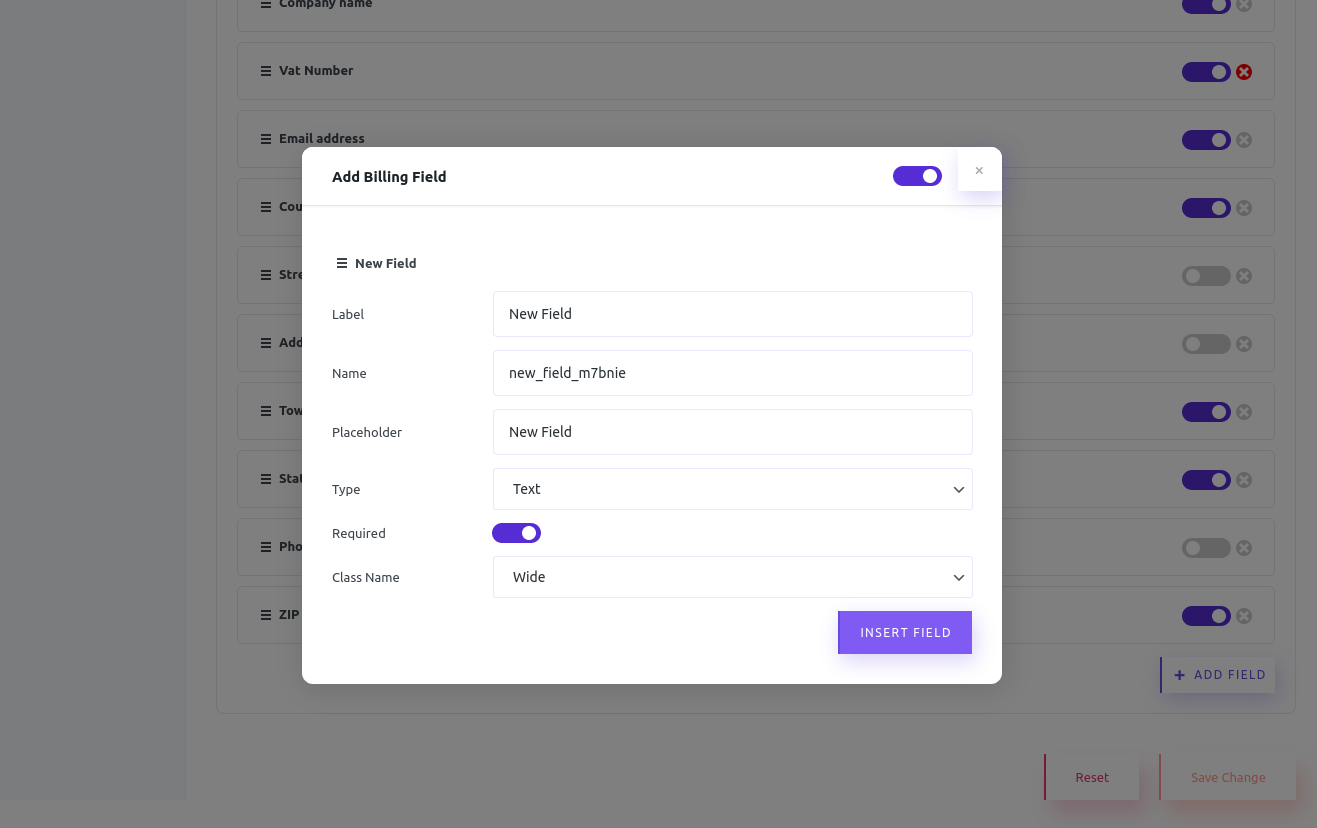 Company name
Vat Number
Email address
Add Billing Field
×
Cou
New Field
Stre
Label
New Field
Add
Name
new_field_m7bnie
Tow
Placeholder
New Field
Stat
Type
Text
Required
Pho
Class Name
Wide
ZIP
INSERT FIELD
+ ADD FIELD
Reset
Save Change